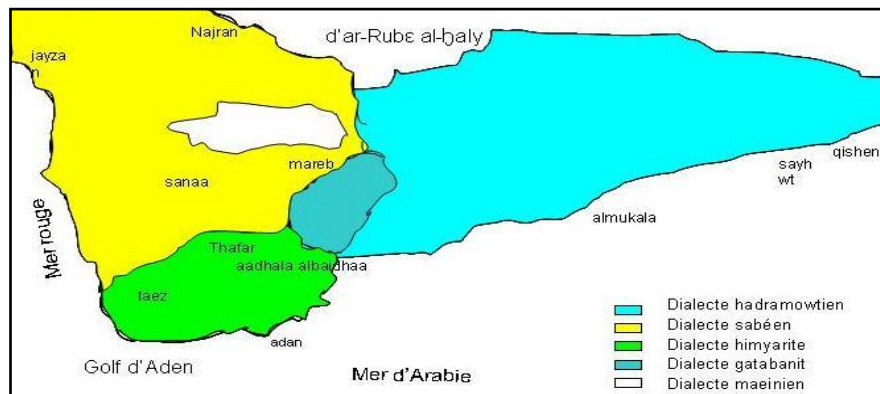 Najran
d'ar-Rubɛ al-ḫaly
jayza
n
mareb
qishen
sayh
wt
sanaa
almukala
Mer rouge
Thafar
aadhala albaidhaa
taez
adan
Golf d'Aden
Mer d'Arabie
Dialecte hadramowtien
Dialecte sabéen
Dialecte himyarite
Dialecte gatabanit
Dialecte maeinien